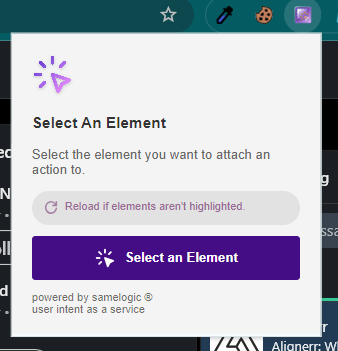 Select An Element
Select the element you want to attach an
action to.
Reload if elements aren't highlighted.
Select an Element
powered by samelogic ®
user intent as a service
Alignerr: W